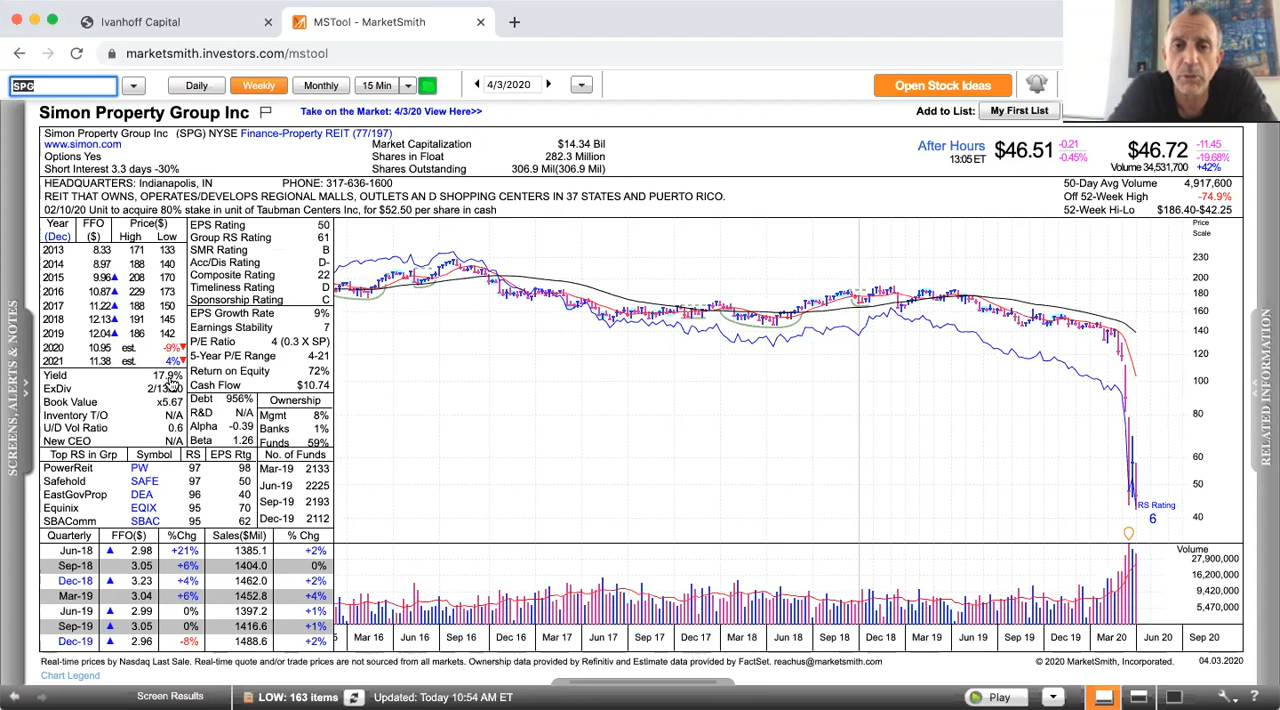 Ivanhoff Capital
MSTool – MarketSmith
marketsmith.investors.com/mstool
SPG Daily Weekly Monthly 15 Min 4/3/2020 Open Stock Ideas
Simon Property Group Inc Take on the Market: 4/3/20 View Here>> Add to List: My First List
Simon Property Group Inc (SPG) NYSE Finance-Property REIT (77/197)
www.simon.com Market Capitalization $14.34 Bil
Options Yes Shares in Float 282.3 Million
Short Interest 3.3 days -30% Shares Outstanding 306.9 Mil(306.9 Mil)
After Hours $46.51 -0.21 $46.72 -11.45
13:05 ET -0.45% -19.68%
Volume 34,531,700 +42%
HEADQUARTERS: Indianapolis, IN PHONE: 317-636-1600 50-Day Avg Volume 4,917,600
REIT THAT OWNS, OPERATES/DEVELOPS REGIONAL MALLS, OUTLETS AN D SHOPPING CENTERS IN 37 STATES AND PUERTO RICO. Off 52-Week High -74.9%
02/10/20 Unit to acquire 80% stake in unit of Taubman Centers Inc, for $52.50 per share in cash 52-Week Hi-Lo $186.40-$42.25
Year FFO Price($)
(Dec) ($) High Low
2013 8.33 171 133
2014 8.97 188 140
2015 9.96 208 170
2016 10.87 229 173
2017 11.22 188 150
2018 12.13 191 145
2019 12.04 186 142
2020 10.95 est. -9%
2021 11.38 est. 4%
Yield 17.9%
ExDiv
Book Value x5.67
Inventory T/O N/A
U/D Vol Ratio 0.6
New CEO N/A
EPS Rating 50
Group RS Rating 61
SMR Rating B
Acc/Dis Rating D-
Composite Rating 22
Timeliness Rating D
Sponsorship Rating C
EPS Growth Rate 9%
Earnings Stability 7
P/E Ratio 4 (0.3 X SP)
5-Year P/E Range 4-21
Return on Equity 72%
Cash Flow $10.74
Debt 956%
R&D N/A
Alpha -0.39
Beta 1.26
Ownership
Mgmt 8%
Banks 1%
Funds 59%
Top RS in Grp Symbol RS EPS Rtg
PowerReit PW 97 98
Safehold SAFE 97 50
EastGovProp DEA 96 40
Equinix EQIX 95 70
SBAComm SBAC 95 62
No. of Funds
Mar-19 2133
Jun-19 2225
Sep-19 2193
Dec-19 2112
Quarterly FFO($) %Chg Sales($Mil) % Chg
Jun-18 2.98 +21% 1385.1 +2%
Sep-18 3.05 +6% 1404.0 0%
Dec-18 3.23 +4% 1462.0 +2%
Mar-19 3.04 +6% 1452.8 +4%
Jun-19 2.99 0% 1397.2 +1%
Sep-19 3.05 0% 1416.6 +1%
Dec-19 2.96 -8% 1488.6 +2%
Price
Scale
230
200
180
160
140
120
100
80
60
50
40
RS Rating
6
Volume
27,900,000
16,200,000
9,420,000
5,470,000
5 Mar 16 Jun 16 Sep 16 Dec 16 Mar 17 Jun 17 Sep 17 Dec 17 Mar 18 Jun 18 Sep 18 Dec 18 Mar 19 Jun 19 Sep 19 Dec 19 Mar 20 Jun 20 Sep 20
Real-time prices by Nasdaq Last Sale. Real-time quote and/or trade prices are not sourced from all markets. Ownership data provided by Refinitiv and Estimate data provided by FactSet. reachus@marketsmith.com © 2020 MarketSmith, Incorporated. 04.03.2020
Chart Legend
SCREENS, ALERTS & NOTES
RELATED INFORMATION
Screen Results LOW: 163 items Updated: Today 10:54 AM ET Play ?